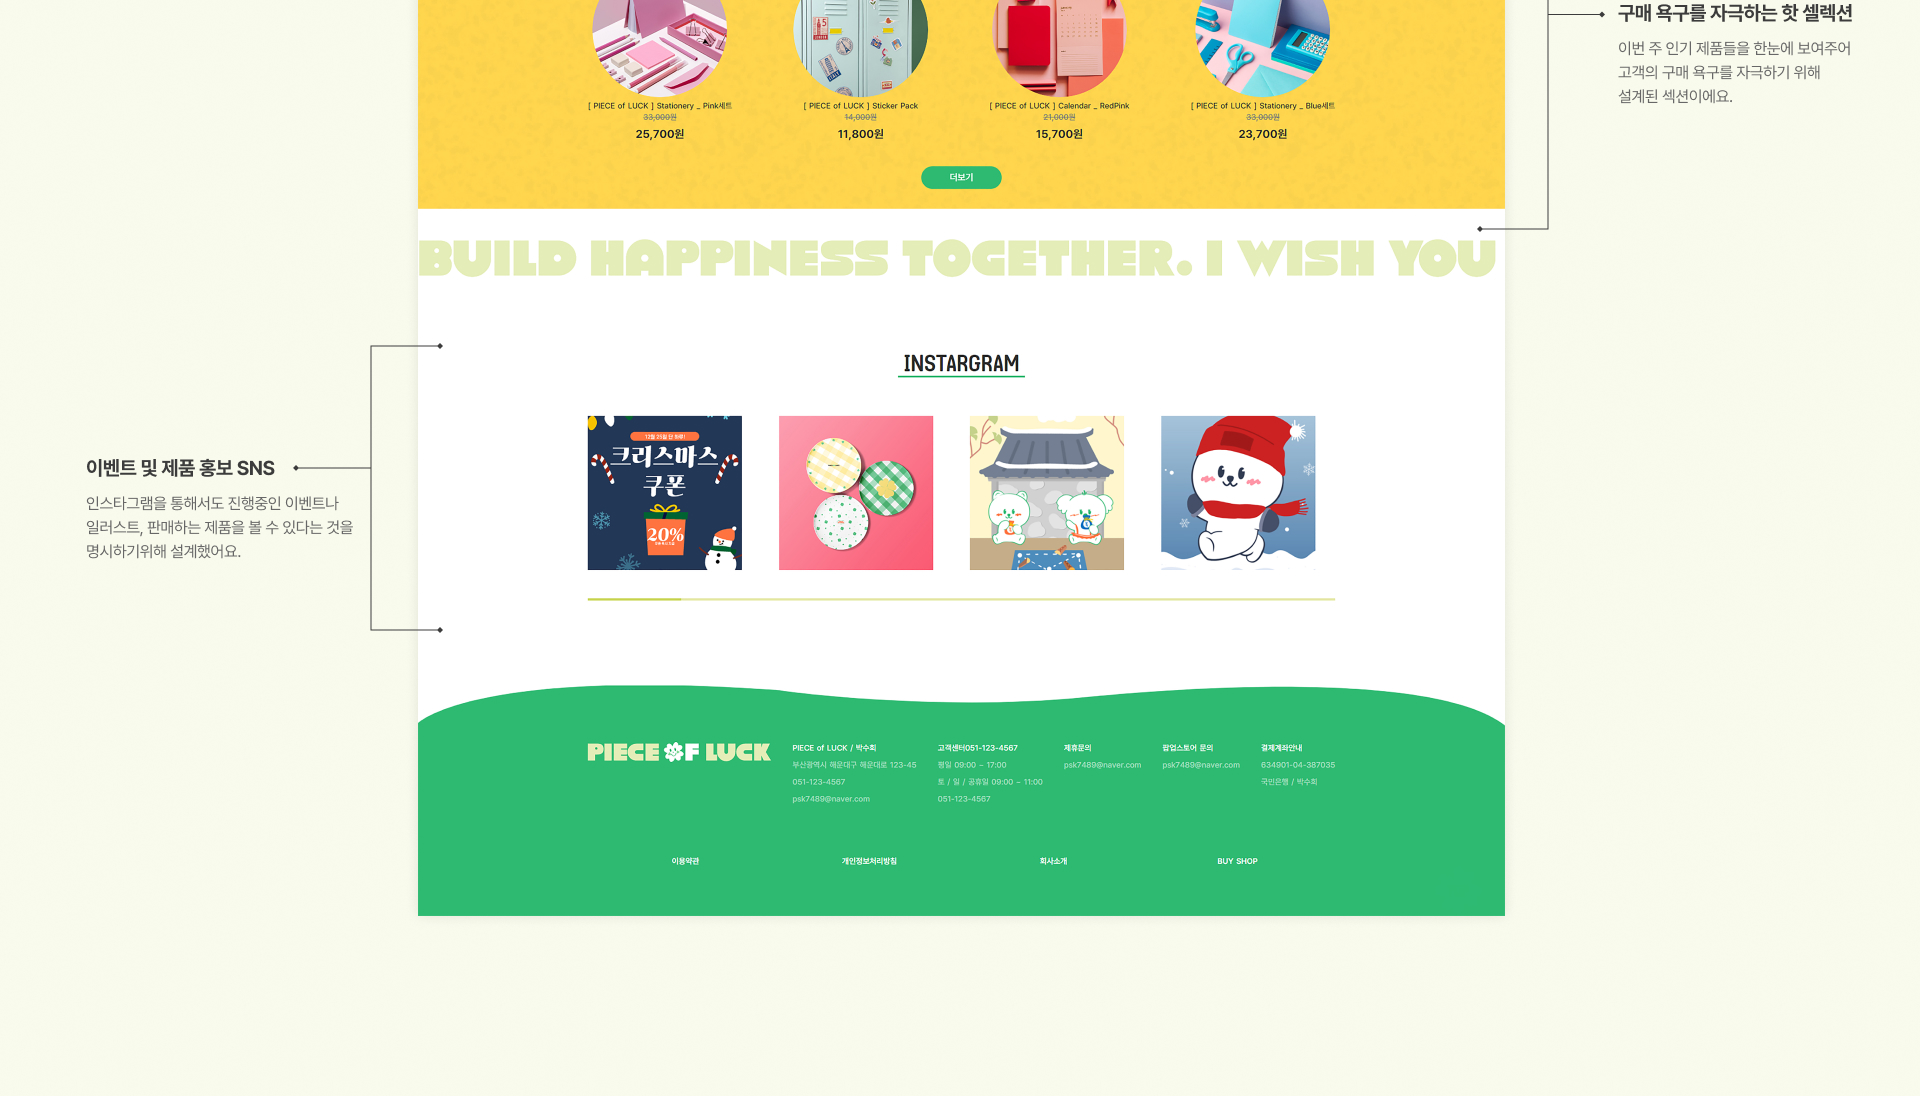 구매 욕구를 자극하는 핫 셀렉션
이번 주 인기 제품들을 한눈에 보여주어
고객의 구매 욕구를 자극하기 위해
설계된 섹션이에요.
[ PIECE of LUCK ] Stationery _ Pink세트
33,000원
25,700원
[ PIECE of LUCK ] Sticker Pack
14,000원
11,800원
[ PIECE of LUCK ] Calendar _ RedPink
21,000원
15,700원
[ PIECE of LUCK ] Stationery _ Blue세트
33,000원
23,700원
더보기
BUILD HAPPINESS TOGETHER. I WISH YOU
INSTARGRAM
이벤트 및 제품 홍보 SNS
인스타그램을 통해서도 진행중인 이벤트나
일러스트, 판매하는 제품을 볼 수 있다는 것을
명시하기위해 설계했어요.
12월 25일 단 하루!
크리스마스
쿠폰
20%
PIECE OF LUCK
PIECE of LUCK / 박수희
부산광역시 해운대구 해운대로 123-45
051-123-4567
psk7489@naver.com
고객센터051-123-4567
평일 09:00 ~ 17:00
토 / 일 / 공휴일 09:00 ~ 11:00
051-123-4567
제휴문의
psk7489@naver.com
팝업스토어 문의
psk7489@naver.com
결제계좌안내
634901-04-387035
국민은행 / 박수희
이용약관
개인정보처리방침
회사소개
BUY SHOP